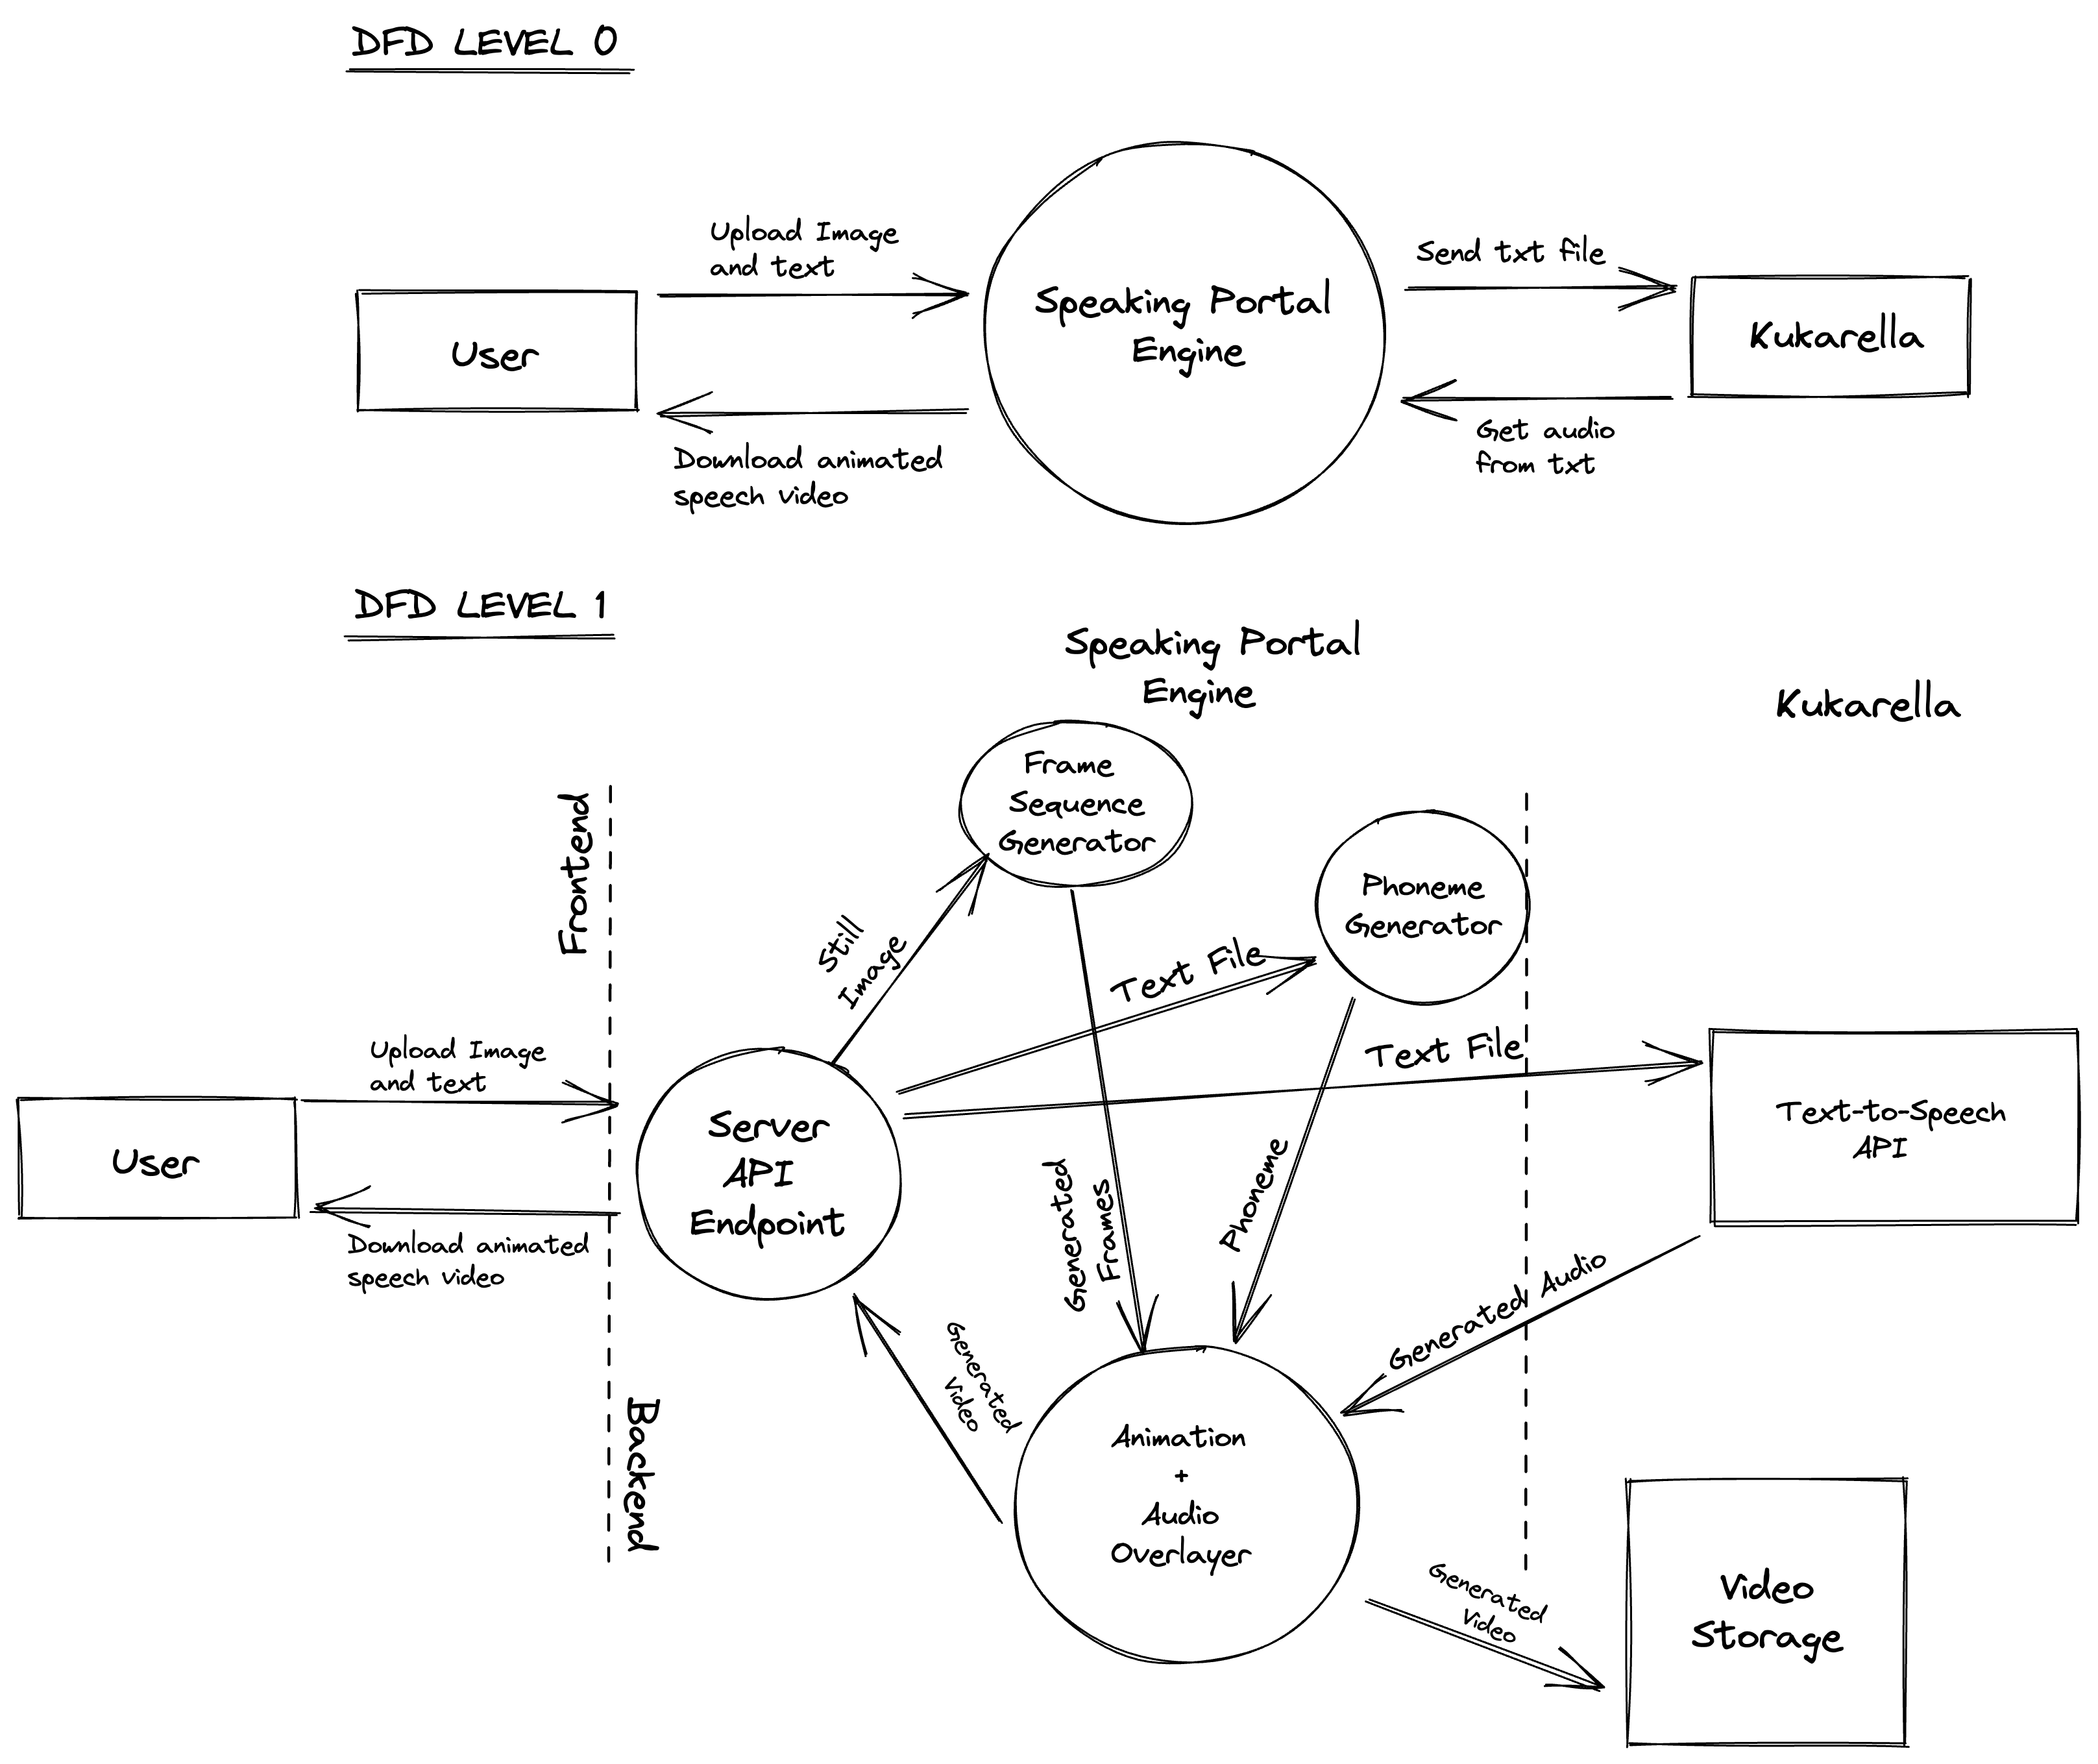 DFD LEVEL 0
Upload Image
and text
Send txt file
Speaking Portal
Engine
User
Kukarella
Download animated
speech video
Get audio
from txt
DFD LEVEL 1
Speaking Portal
Engine
Kukarella
Frontend
Frame
Sequence
Generator
Phoneme
Generator
Still
Image
Text File
Text File
Upload Image
and text
User
Server
API
Endpoint
Text-to-Speech
API
Download animated
speech video
Generated
Frames
Phoneme
Generated Audio
Generated
Video
Backend
Animation
+
Audio
Overlayer
Generated
Video
Video
Storage